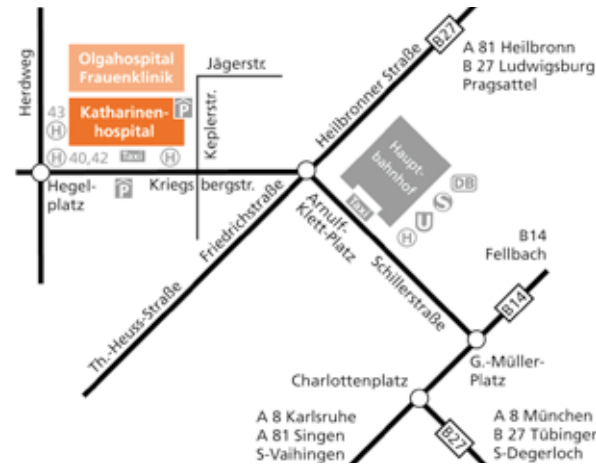 Herdweg
Olgahospital
Frauenklinik
Katharinen-
hospital
P
43
H
H 40,42 Taxi H
Hegel-
platz
P
Kriegsbergstr.
Jägerstr.
Keplerstr.
Heilbronner Straße
B27
A 81 Heilbronn
B 27 Ludwigsburg
Pragsattel
Haupt-
bahnhof
Taxi
H U S DB
Arnulf-
Klett-Platz
Friedrichstraße
Th.-Heuss-Straße
Schillerstraße
B14
Fellbach
B14
G.-Müller-
Platz
Charlottenplatz
A 8 Karlsruhe
A 81 Singen
S-Vaihingen
B27
A 8 München
B 27 Tübingen
S-Degerloch